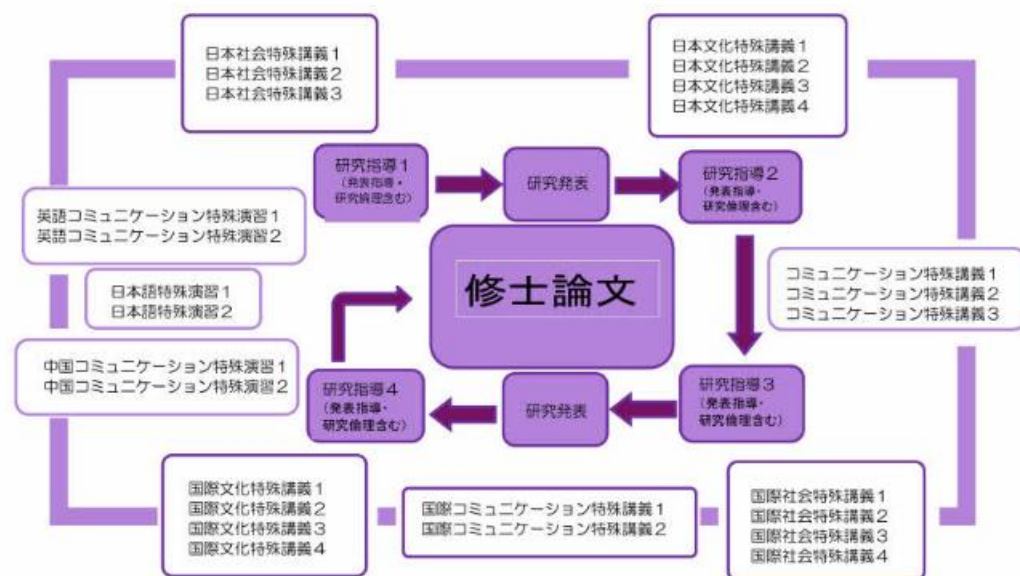 日本社会特殊講義1
日本社会特殊講義2
日本社会特殊講義3
日本文化特殊講義1
日本文化特殊講義2
日本文化特殊講義3
日本文化特殊講義4
研究指導1
(発表指導・
研究倫理含む)
研究発表
研究指導2
(発表指導・
研究倫理含む)
英語コミュニケーション特殊演習1
英語コミュニケーション特殊演習2
日本語特殊演習1
日本語特殊演習2
中国コミュニケーション特殊演習1
中国コミュニケーション特殊演習2
修士論文
コミュニケーション特殊講義1
コミュニケーション特殊講義2
コミュニケーション特殊講義3
研究指導4
(発表指導・
研究倫理含む)
研究発表
研究指導3
(発表指導・
研究倫理含む)
国際文化特殊講義1
国際文化特殊講義2
国際文化特殊講義3
国際文化特殊講義4
国際コミュニケーション特殊講義1
国際コミュニケーション特殊講義2
国際社会特殊講義1
国際社会特殊講義2
国際社会特殊講義3
国際社会特殊講義4